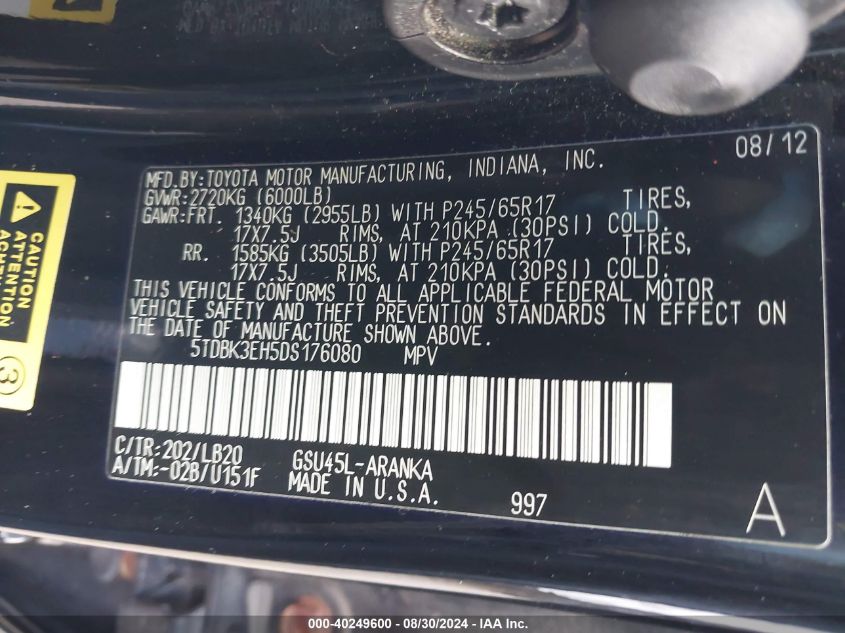 08/12
MFD.BY:TOYOTA MOTOR MANUFACTURING, INDIANA, INC.
GVWR:2720KG (6000LB)
GAWR:FRT. 1340KG (2955LB) WITH P245/65R17 TIRES,
17X7.5J RIMS, AT 210KPA (30PSI) COLD.
RR. 1585KG (3505LB) WITH P245/65R17 TIRES,
17X7.5J RIMS, AT 210KPA (30PSI) COLD.
THIS VEHICLE CONFORMS TO ALL APPLICABLE FEDERAL MOTOR
VEHICLE SAFETY AND THEFT PREVENTION STANDARDS IN EFFECT ON
THE DATE OF MANUFACTURE SHOWN ABOVE.
5TDBK3EH5DS176080 MPV
C/TR:202/LB20 GSU45L-ARANKA
A/TM:-02B/U151F MADE IN U.S.A.
997
A
CAUTION
ATTENTION
3
000-40249600 - 08/30/2024 - IAA Inc.